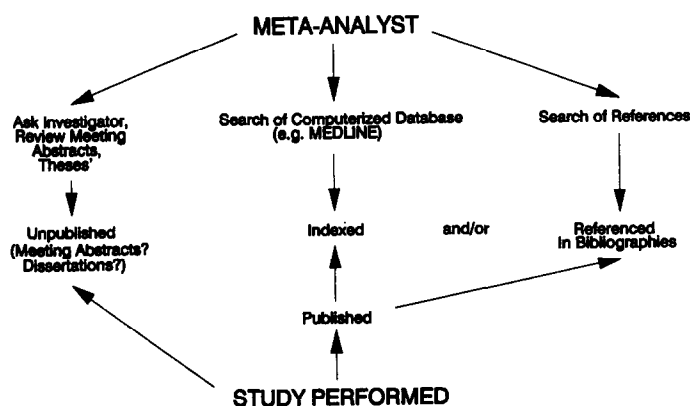 META-ANALYST
Ask Investigator,
Review Meeting
Abstracts,
Theses'
Search of Computerized Database
(e.g. MEDLINE)
Search of References
Unpublished
(Meeting Abstracts?
Dissertations?)
Indexed
and/or
Referenced
In Bibliographies
Published
STUDY PERFORMED